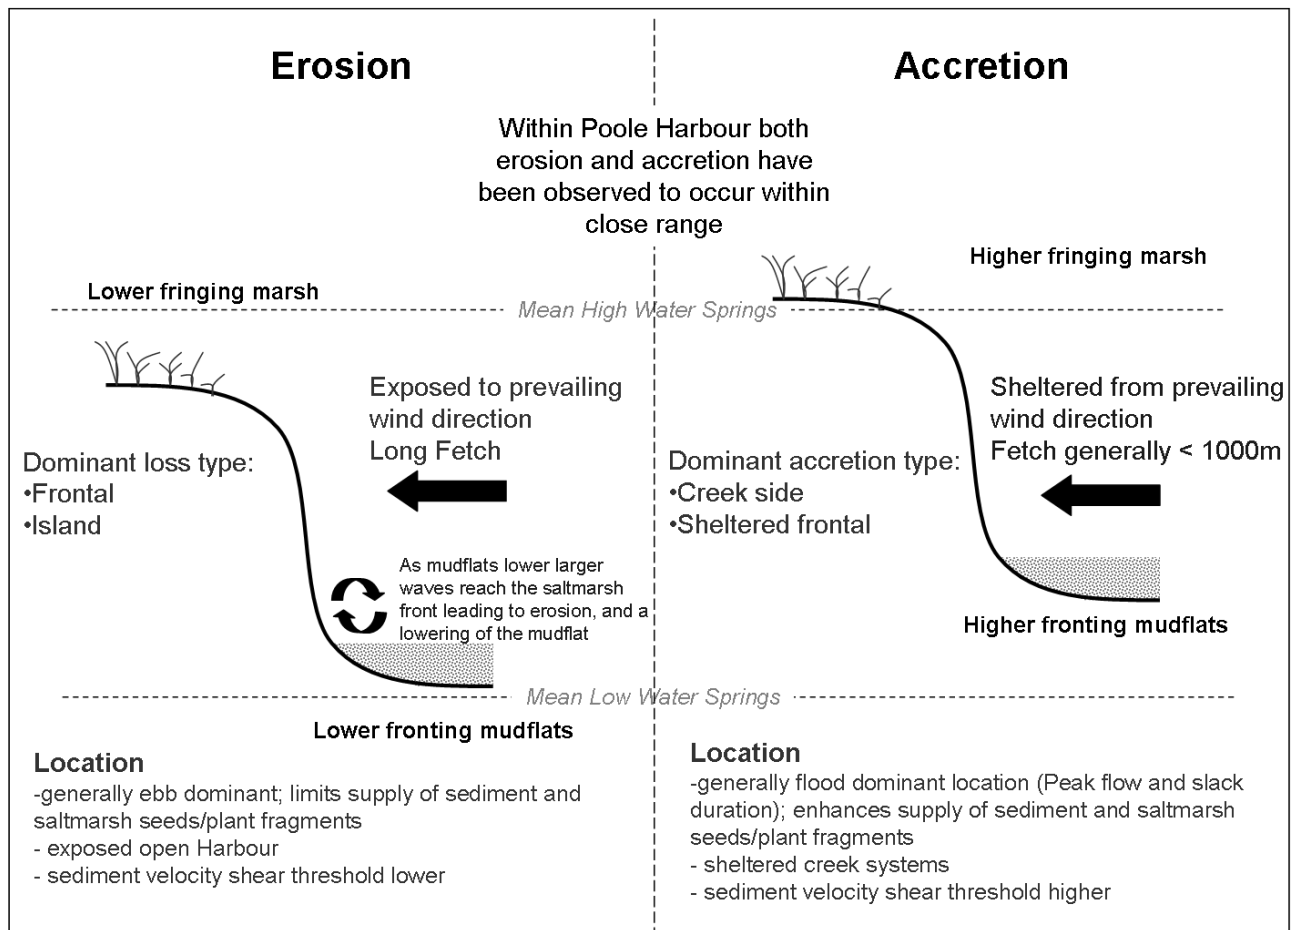 Erosion
Accretion
Within Poole Harbour both
erosion and accretion have
been observed to occur within
close range
Lower fringing marsh
Higher fringing marsh
Mean High Water Springs
Exposed to prevailing
wind direction
Long Fetch
Dominant loss type:
•Frontal
•Island
As mudflats lower larger
waves reach the saltmarsh
front leading to erosion, and a
lowering of the mudflat
Sheltered from prevailing
wind direction
Fetch generally < 1000m
Dominant accretion type:
•Creek side
•Sheltered frontal
Higher fronting mudflats
Mean Low Water Springs
Lower fronting mudflats
Location
-generally ebb dominant; limits supply of sediment and
saltmarsh seeds/plant fragments
- exposed open Harbour
- sediment velocity shear threshold lower
Location
-generally flood dominant location (Peak flow and slack
duration); enhances supply of sediment and saltmarsh
seeds/plant fragments
- sheltered creek systems
- sediment velocity shear threshold higher